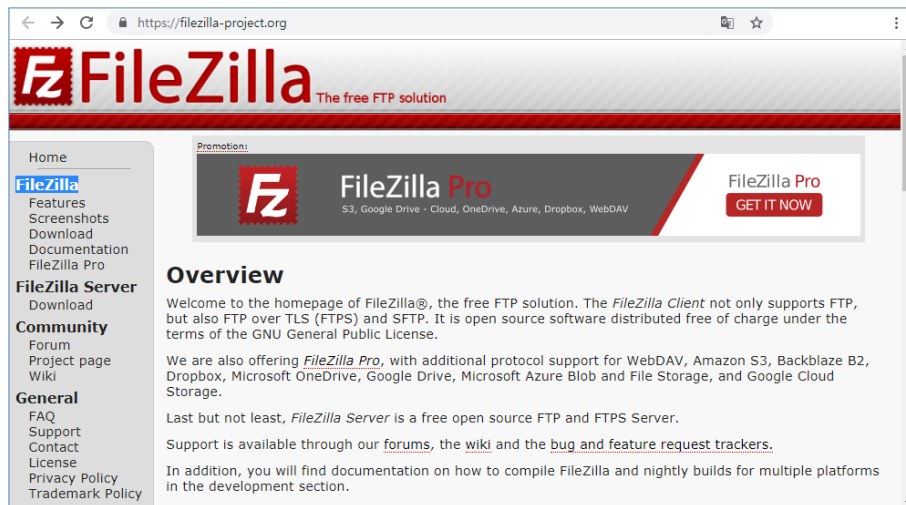 https://filezilla-project.org
Fz FileZilla The free FTP solution
Home
FileZilla
Features
Screenshots
Download
Documentation
FileZilla Pro
FileZilla Server
Download
Community
Forum
Project page
Wiki
General
FAQ
Support
Contact
License
Privacy Policy
Trademark Policy
Promotion:
Fz
FileZilla Pro
S3, Google Drive - Cloud, OneDrive, Azure, Dropbox, WebDAV
FileZilla Pro
GET IT NOW
Overview
Welcome to the homepage of FileZilla®, the free FTP solution. The FileZilla Client not only supports FTP,
but also FTP over TLS (FTPS) and SFTP. It is open source software distributed free of charge under the
terms of the GNU General Public License.
We are also offering FileZilla Pro, with additional protocol support for WebDAV, Amazon S3, Backblaze B2,
Dropbox, Microsoft OneDrive, Google Drive, Microsoft Azure Blob and File Storage, and Google Cloud
Storage.
Last but not least, FileZilla Server is a free open source FTP and FTPS Server.
Support is available through our forums, the wiki and the bug and feature request trackers.
In addition, you will find documentation on how to compile FileZilla and nightly builds for multiple platforms
in the development section.